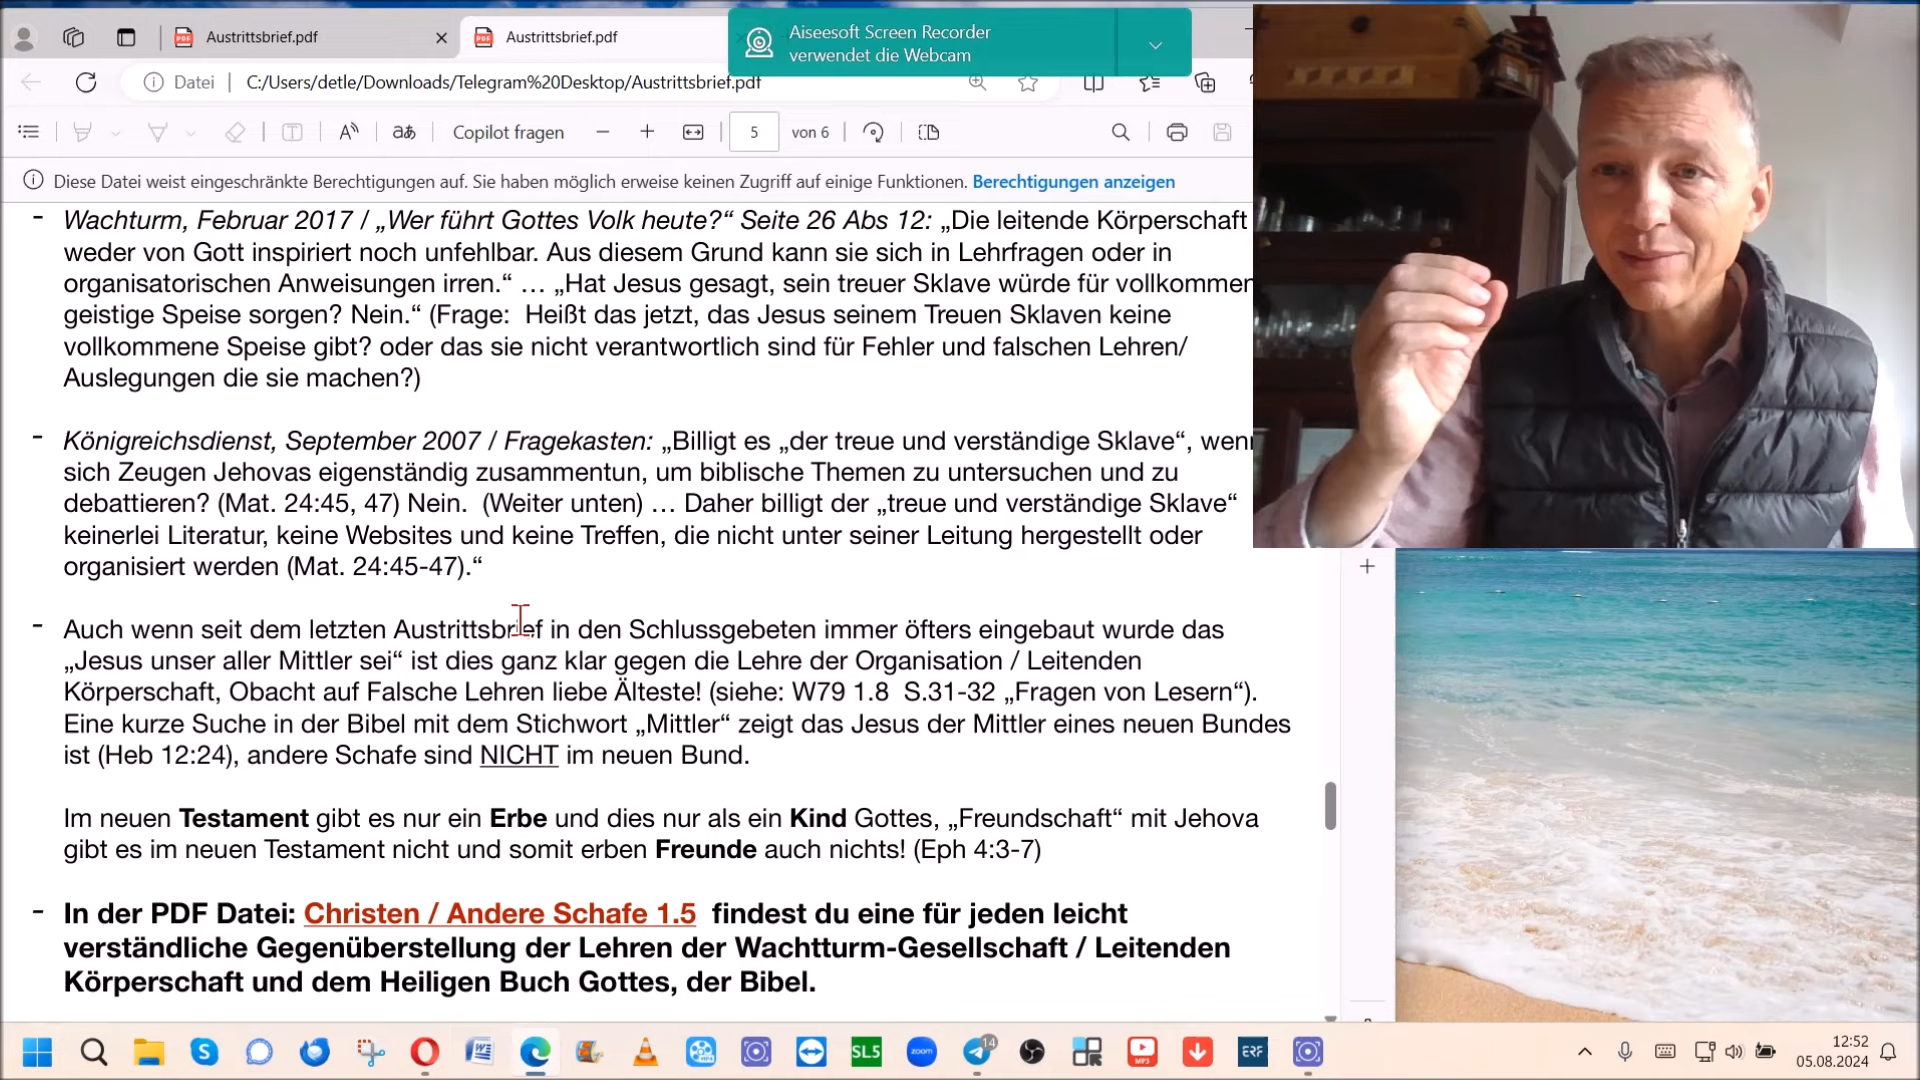 Austrittsbrief.pdf
Austrittsbrief.pdf
Aiseesoft Screen Recorder
verwendet die Webcam
Datei
C:/Users/detle/Downloads/Telegram%20Desktop/Austrittsbrief.pdf
Copilot fragen
5
von 6
Diese Datei weist eingeschränkte Berechtigungen auf. Sie haben möglich erweise keinen Zugriff auf einige Funktionen. Berechtigungen anzeigen
- Wachturm, Februar 2017 / „Wer führt Gottes Volk heute?“ Seite 26 Abs 12: „Die leitende Körperschaft
weder von Gott inspiriert noch unfehlbar. Aus diesem Grund kann sie sich in Lehrfragen oder in
organisatorischen Anweisungen irren.“ … „Hat Jesus gesagt, sein treuer Sklave würde für vollkommen
geistige Speise sorgen? Nein.“ (Frage: Heißt das jetzt, das Jesus seinem Treuen Sklaven keine
vollkommene Speise gibt? oder das sie nicht verantwortlich sind für Fehler und falschen Lehren/
Auslegungen die sie machen?)
- Königreichsdienst, September 2007 / Fragekasten: „Billigt es „der treue und verständige Sklave“, wenn
sich Zeugen Jehovas eigenständig zusammentun, um biblische Themen zu untersuchen und zu
debattieren? (Mat. 24:45, 47) Nein. (Weiter unten) … Daher billigt der „treue und verständige Sklave“
keinerlei Literatur, keine Websites und keine Treffen, die nicht unter seiner Leitung hergestellt oder
organisiert werden (Mat. 24:45-47).“
- Auch wenn seit dem letzten Austrittsbrief in den Schlussgebeten immer öfters eingebaut wurde das
„Jesus unser aller Mittler sei“ ist dies ganz klar gegen die Lehre der Organisation / Leitenden
Körperschaft, Obacht auf Falsche Lehren liebe Älteste! (siehe: W79 1.8 S.31-32 „Fragen von Lesern“).
Eine kurze Suche in der Bibel mit dem Stichwort „Mittler“ zeigt das Jesus der Mittler eines neuen Bundes
ist (Heb 12:24), andere Schafe sind NICHT im neuen Bund.
Im neuen Testament gibt es nur ein Erbe und dies nur als ein Kind Gottes, „Freundschaft“ mit Jehova
gibt es im neuen Testament nicht und somit erben Freunde auch nichts! (Eph 4:3-7)
- In der PDF Datei: Christen / Andere Schafe 1.5 findest du eine für jeden leicht
verständliche Gegenüberstellung der Lehren der Wachtturm-Gesellschaft / Leitenden
Körperschaft und dem Heiligen Buch Gottes, der Bibel.
SL5
zoom
14
MP3
ERF
12:52
05.08.2024